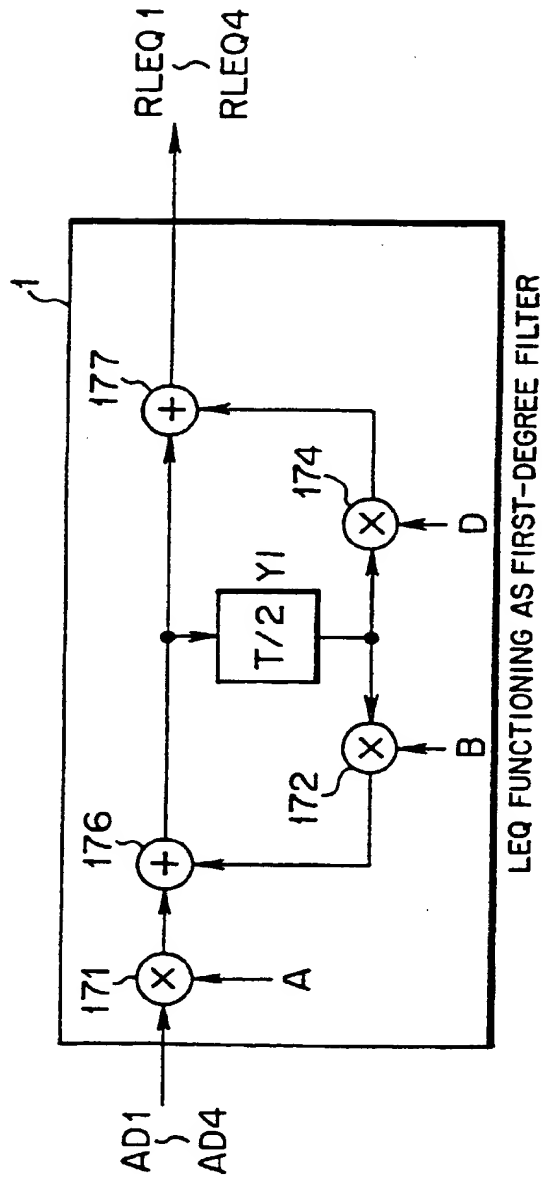 1
AD1
~
AD4
171
A
176
172
B
T/2
Y1
174
D
177
RLEQ1
~
RLEQ4
LEQ FUNCTIONING AS FIRST-DEGREE FILTER